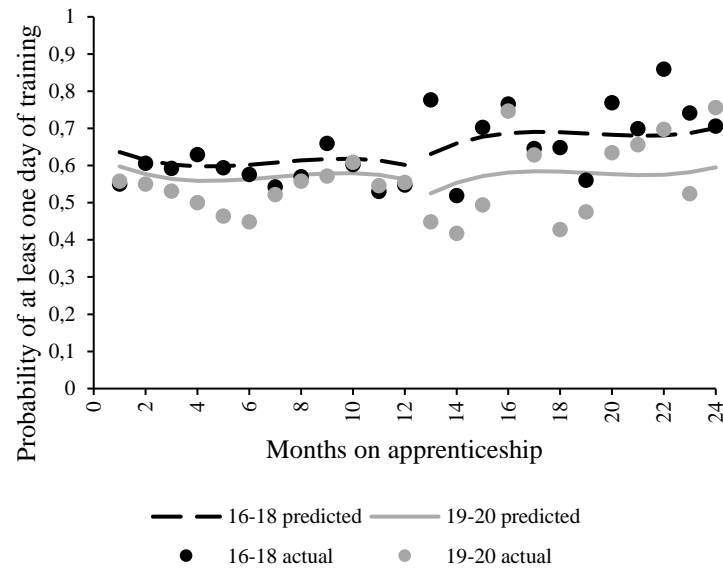 Probability of at least one day of training
1
0,9
0,8
0,7
0,6
0,5
0,4
0,3
0,2
0,1
0
0 2 4 6 8 10 12 14 16 18 20 22 24
Months on apprenticeship
16-18 predicted 19-20 predicted
16-18 actual 19-20 actual